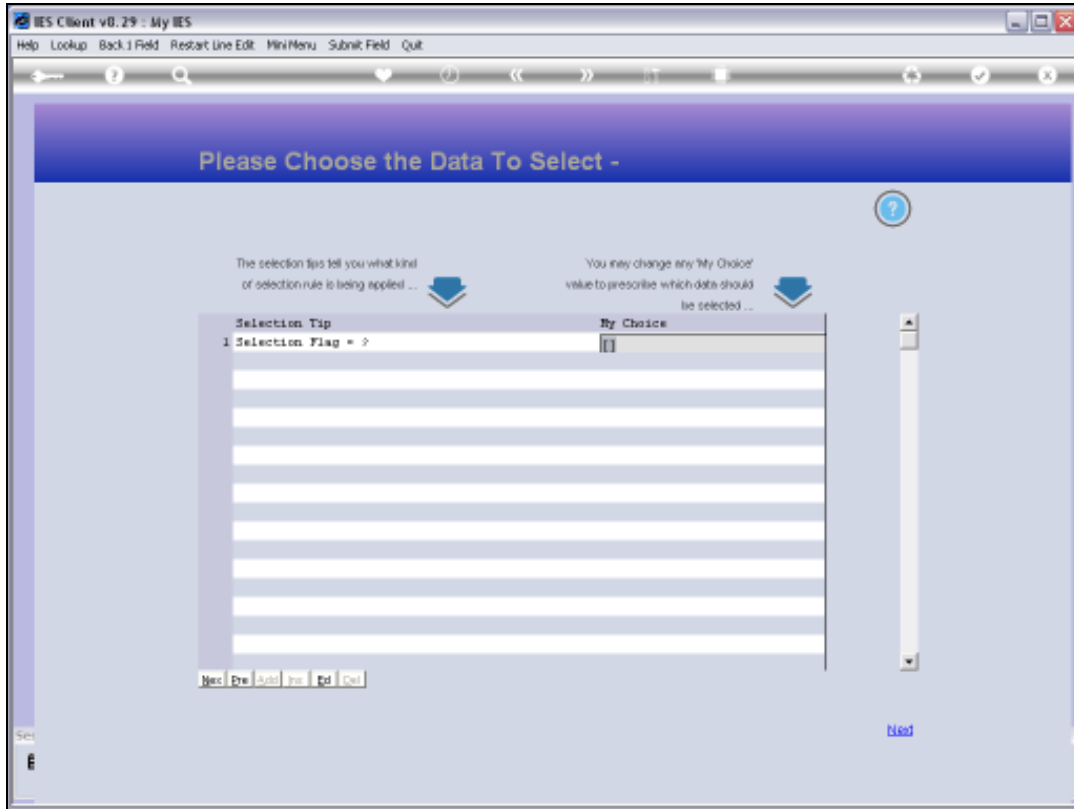 IES Client v8.29 : My IES
Help Lookup Back 1 Field Restart Line Edit MiniMenu Submit Field Quit
Please Choose the Data To Select -
The selection tips tell you what kind
of selection rule is being applied ...
You may change any 'My Choice'
value to prescribe which data should
be selected ...
Selection Tip My Choice
1 Selection Flag = ? []
Nex Pre Add Ins Ed Del
Next
Ses